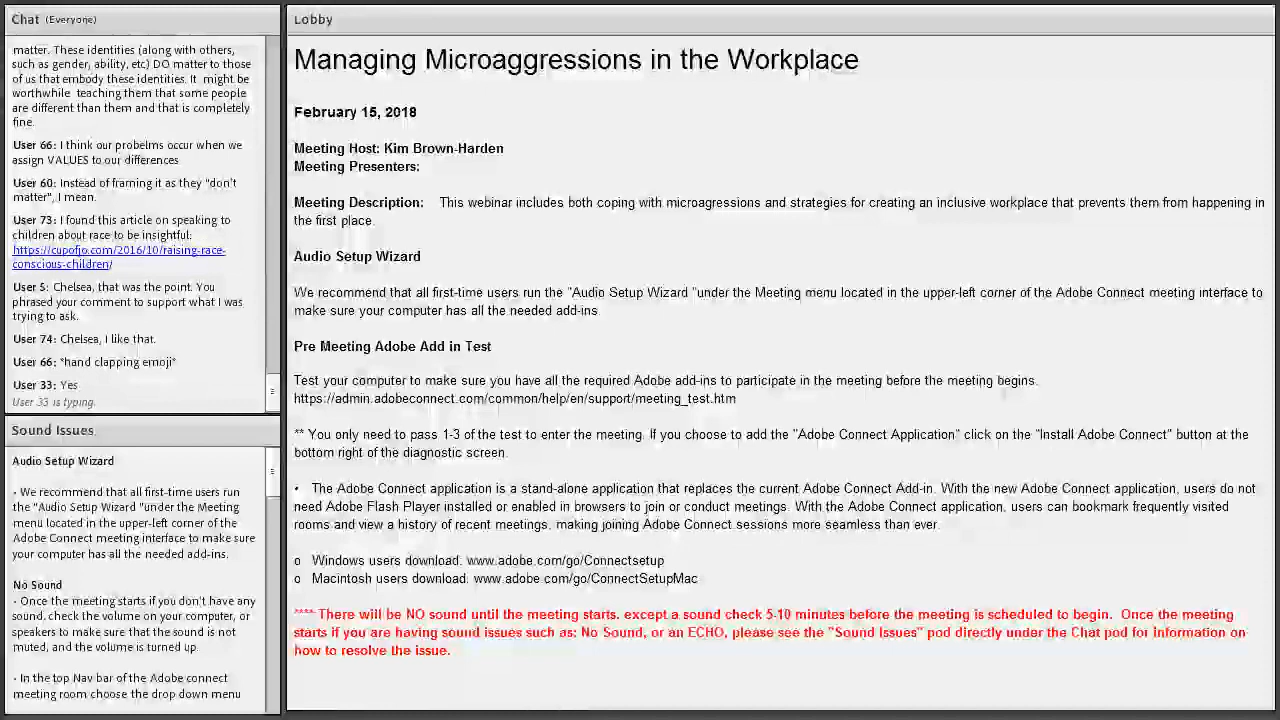 Chat (Everyone)
matter. These identities (along with others,
such as gender, ability, etc) DO matter to those
of us that embody these identities. It might be
worthwhile teaching them that some people
are different than them and that is completely
fine.
User 66: I think our probelms occur when we
assign VALUES to our differences
User 60: Instead of framing it as they "don't
matter", I mean.
User 73: I found this article on speaking to
children about race to be insightful:
https://cupofjo.com/2016/10/raising-race-
conscious-children/
User 5: Chelsea, that was the point. You
phrased your comment to support what I was
trying to ask.
User 74: Chelsea, I like that.
User 66: *hand clapping emoji*
User 33: Yes
User 33 is typing.
Sound Issues
Audio Setup Wizard
• We recommend that all first-time users run
the "Audio Setup Wizard "under the Meeting
menu located in the upper-left corner of the
Adobe Connect meeting interface to make sure
your computer has all the needed add-ins.
No Sound
• Once the meeting starts if you don't have any
sound, check the volume on your computer, or
speakers to make sure that the sound is not
muted, and the volume is turned up.
• In the top Nav bar of the Adobe connect
meeting room choose the drop down menu
Lobby
Managing Microaggressions in the Workplace
February 15, 2018
Meeting Host: Kim Brown-Harden
Meeting Presenters:
Meeting Description: This webinar includes both coping with microagressions and strategies for creating an inclusive workplace that prevents them from happening in
the first place.
Audio Setup Wizard
We recommend that all first-time users run the "Audio Setup Wizard "under the Meeting menu located in the upper-left corner of the Adobe Connect meeting interface to
make sure your computer has all the needed add-ins
Pre Meeting Adobe Add in Test
Test your computer to make sure you have all the required Adobe add-ins to participate in the meeting before the meeting begins.
https://admin.adobeconnect.com/common/help/en/support/meeting_test.htm
** You only need to pass 1-3 of the test to enter the meeting. If you choose to add the "Adobe Connect Application" click on the "Install Adobe Connect" button at the
bottom right of the diagnostic screen.
• The Adobe Connect application is a stand-alone application that replaces the current Adobe Connect Add-in. With the new Adobe Connect application, users do not
need Adobe Flash Player installed or enabled in browsers to join or conduct meetings. With the Adobe Connect application, users can bookmark frequently visited
rooms and view a history of recent meetings, making joining Adobe Connect sessions more seamless than ever.
o Windows users download: www.adobe.com/go/Connectsetup
o Macintosh users download: www.adobe.com/go/ConnectSetupMac
**** There will be NO sound until the meeting starts, except a sound check 5-10 minutes before the meeting is scheduled to begin. Once the meeting
starts if you are having sound issues such as: No Sound, or an ECHO, please see the "Sound Issues" pod directly under the Chat pod for information on
how to resolve the issue.